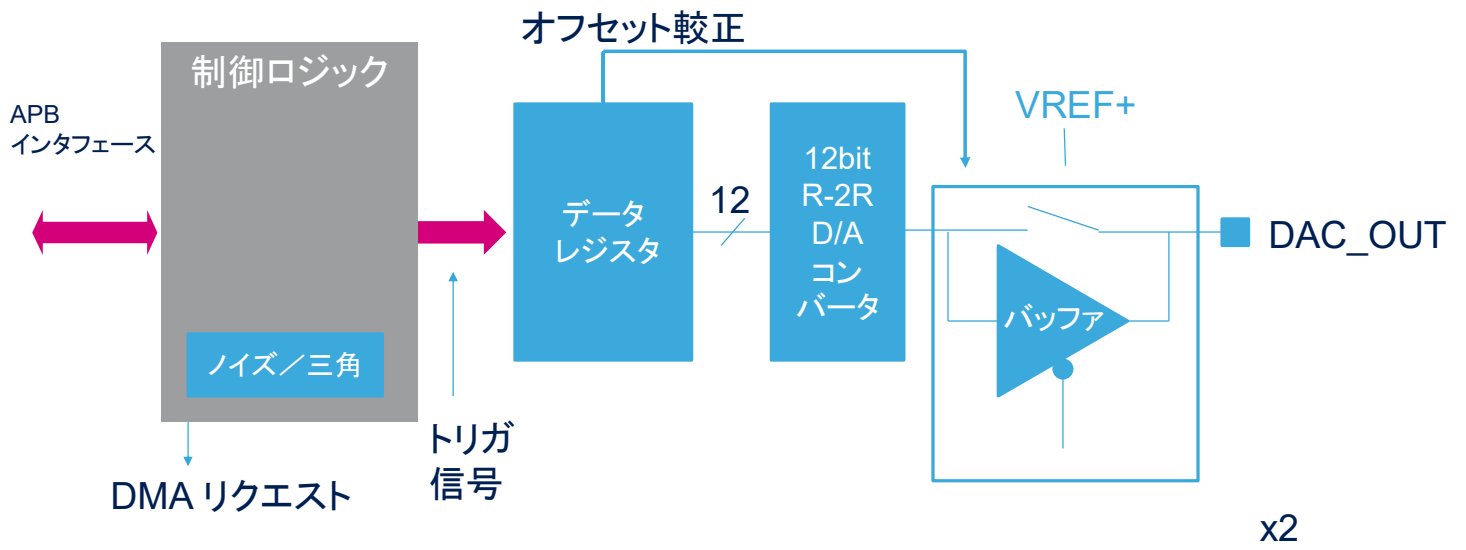 オフセット較正
制御ロジック
APB
インタフェース
VREF+
12bit
R-2R
D/A
コン
バータ
データ
レジスタ
12
DAC_OUT
バッファ
ノイズ／三角
トリガ
信号
DMA リクエスト
x2